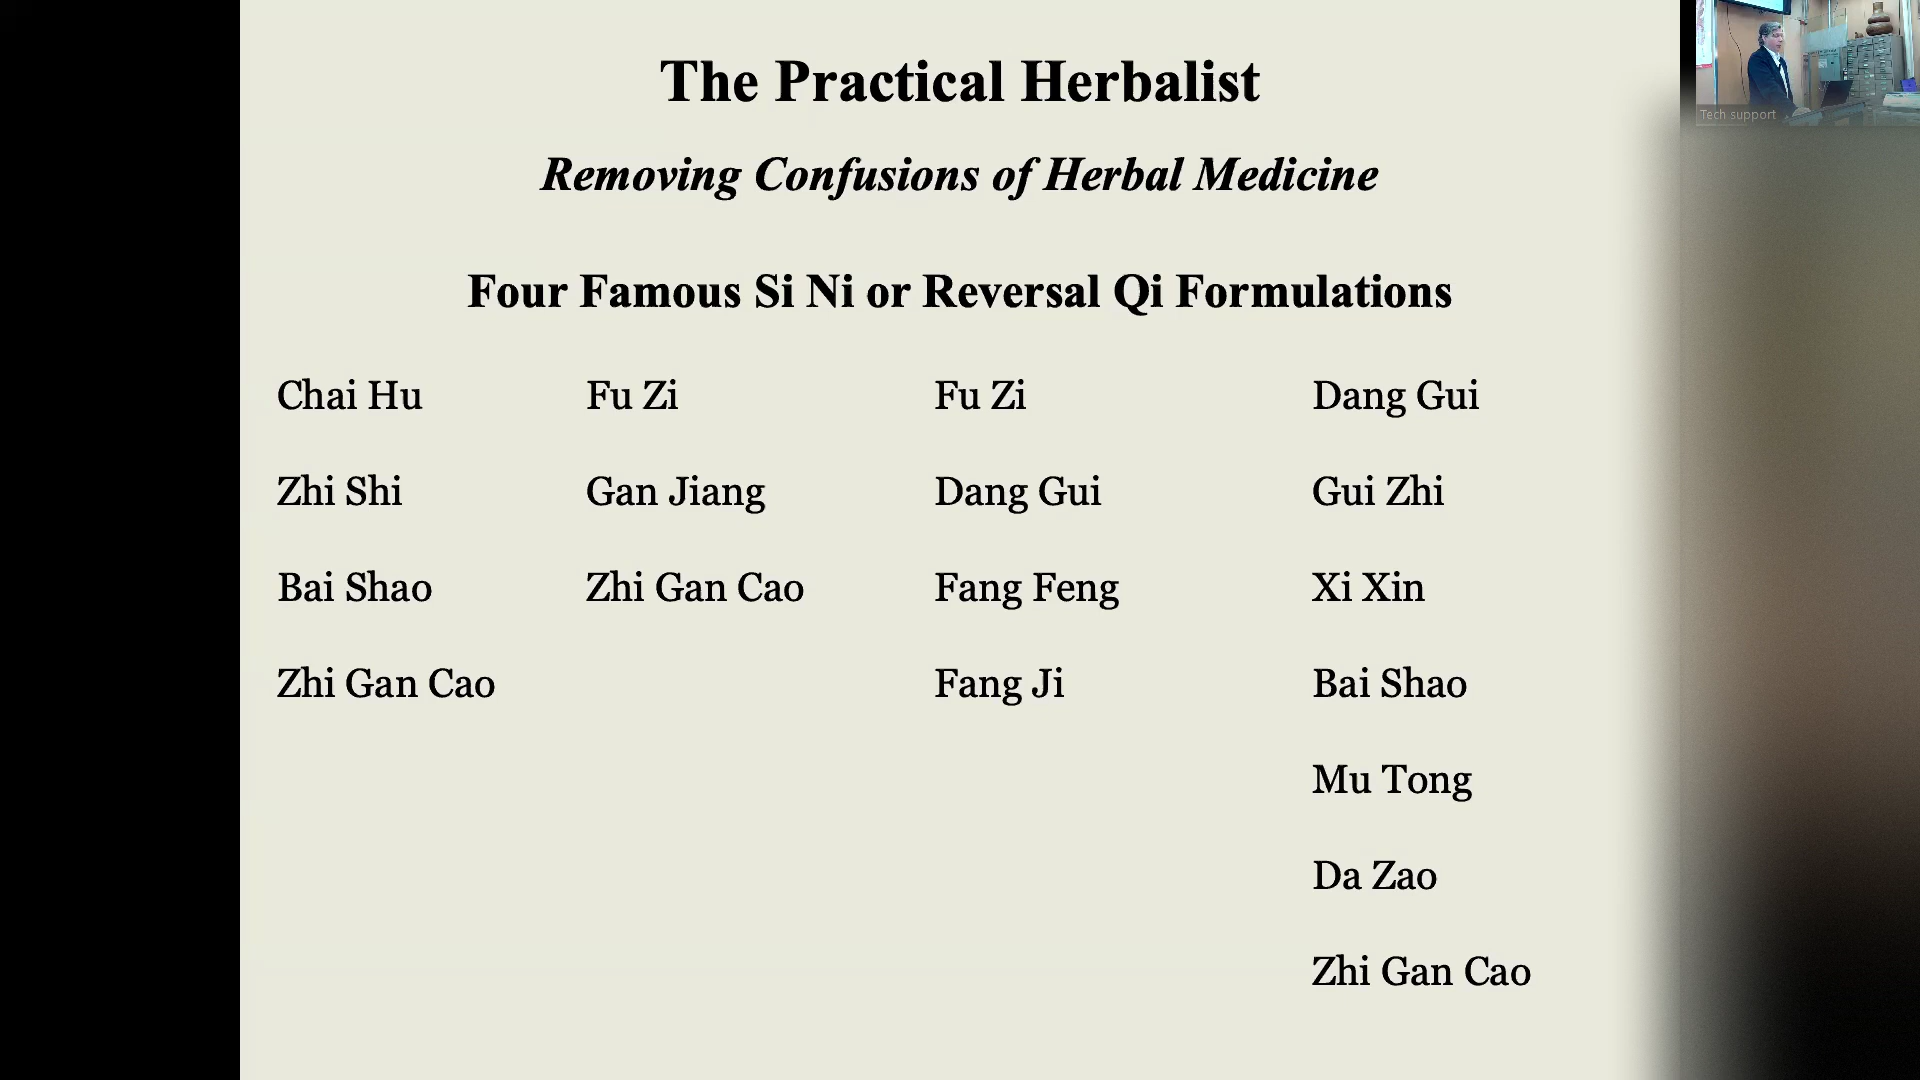 The Practical Herbalist
Removing Confusions of Herbal Medicine
Four Famous Si Ni or Reversal Qi Formulations
Chai Hu
Zhi Shi
Bai Shao
Zhi Gan Cao
Fu Zi
Gan Jiang
Zhi Gan Cao
Fu Zi
Dang Gui
Fang Feng
Fang Ji
Dang Gui
Gui Zhi
Xi Xin
Bai Shao
Mu Tong
Da Zao
Zhi Gan Cao
Tech support